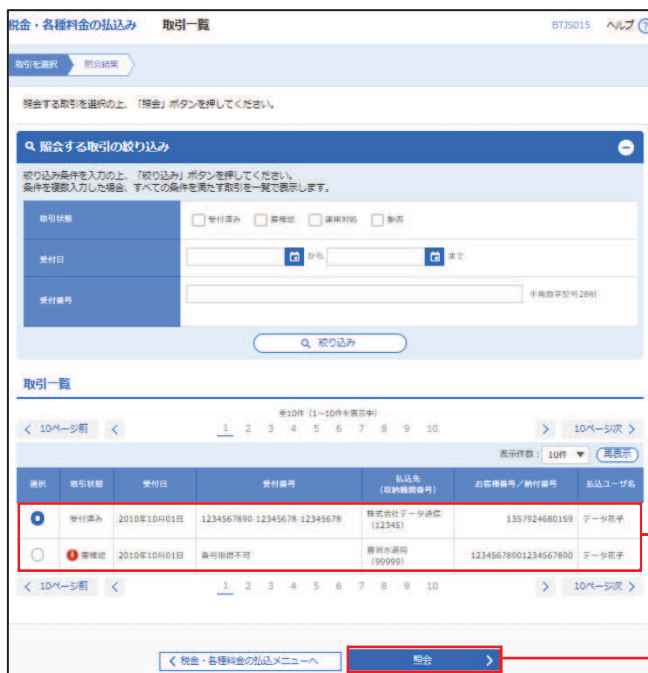 税金・各種料金の払込み 取引一覧 BTJS015 ヘルプ ?
取引を選択 照会結果
照会する取引を選択の上、「照会」ボタンを押してください。
照会する取引の絞り込み
絞り込み条件を入力の上、「絞り込み」ボタンを押してください。
条件を複数入力した場合、すべての条件を満たす取引を一覧で表示します。
取引状態 受付済み 要確認 運用対処
受付日 から まで
受付番号 半角数字記号28桁
絞り込み
取引一覧
全10件（1～10件を表示中）
< 10ページ前 < 1 2 3 4 5 6 7 8 9 10 > 10ページ次 >
表示件数： 10件 ▼ 再表示
選択 取引状態 受付日 受付番号 払込先（収納機関番号） お客様番号／納付番号 払込ユーザ名
受付済み 2010年10月01日 1234567890-12345678-12345678 株式会社データ通信（12345） 1357924680159 データ花子
要確認 2010年10月01日 番号取得不可 水道局（99999） 12345678901234567890 データ花子
< 10ページ前 < 1 2 3 4 5 6 7 8 9 10 > 10ページ次 >
< 税金・各種料金の払込メニューへ 照会 >